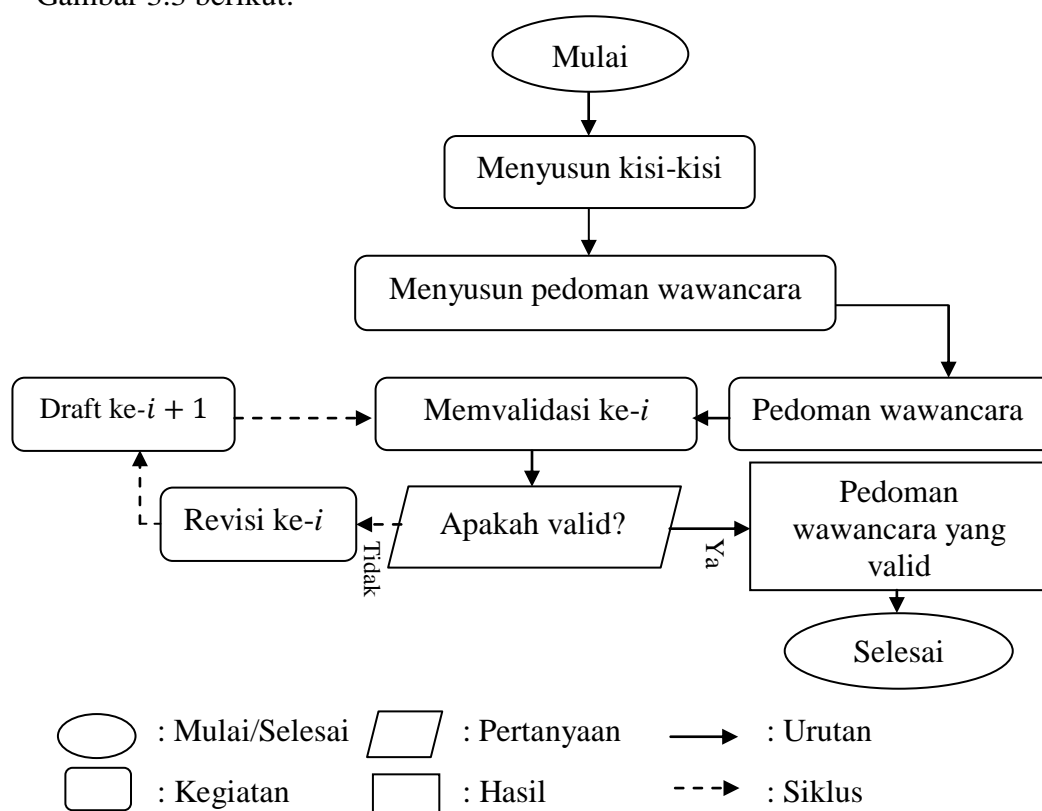 Gambar 3.3 berikut:
Mulai
Menyusun kisi-kisi
Menyusun pedoman wawancara
Draft ke-i + 1
Memvalidasi ke-i
Pedoman wawancara
Revisi ke-i
Tidak
Apakah valid?
Ya
Pedoman
wawancara yang
valid
Selesai
: Mulai/Selesai
: Pertanyaan
: Urutan
: Kegiatan
: Hasil
: Siklus